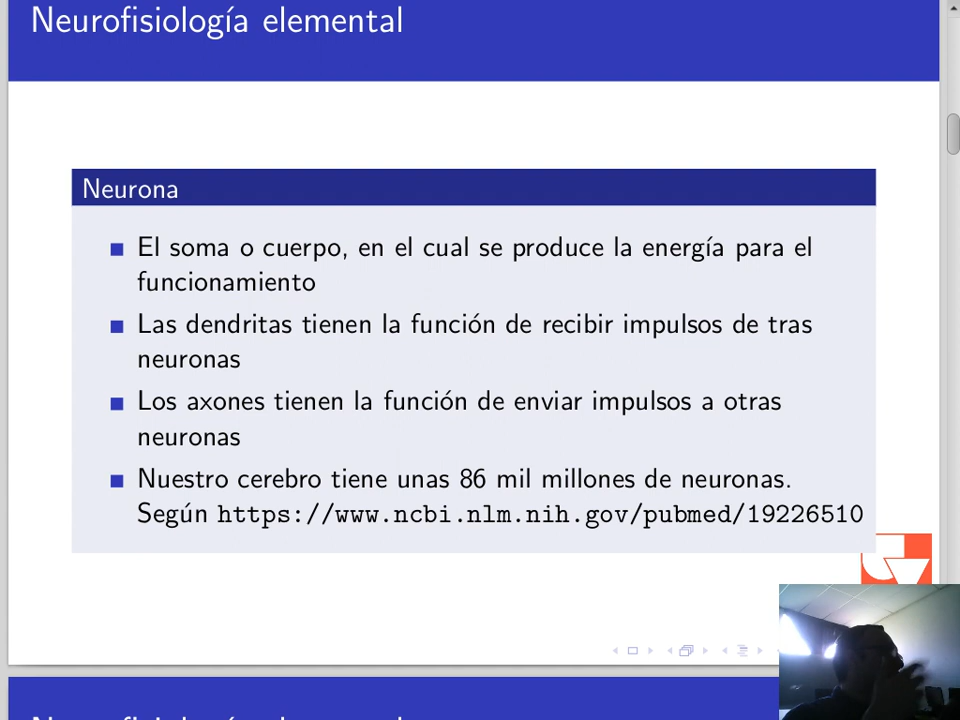 Neurofisiología elemental
Neurona
El soma o cuerpo, en el cual se produce la energía para el
funcionamiento
Las dendritas tienen la función de recibir impulsos de tras
neuronas
Los axones tienen la función de enviar impulsos a otras
neuronas
Nuestro cerebro tiene unas 86 mil millones de neuronas.
Según https://www.ncbi.nlm.nih.gov/pubmed/19226510
Neurofisiología elemental